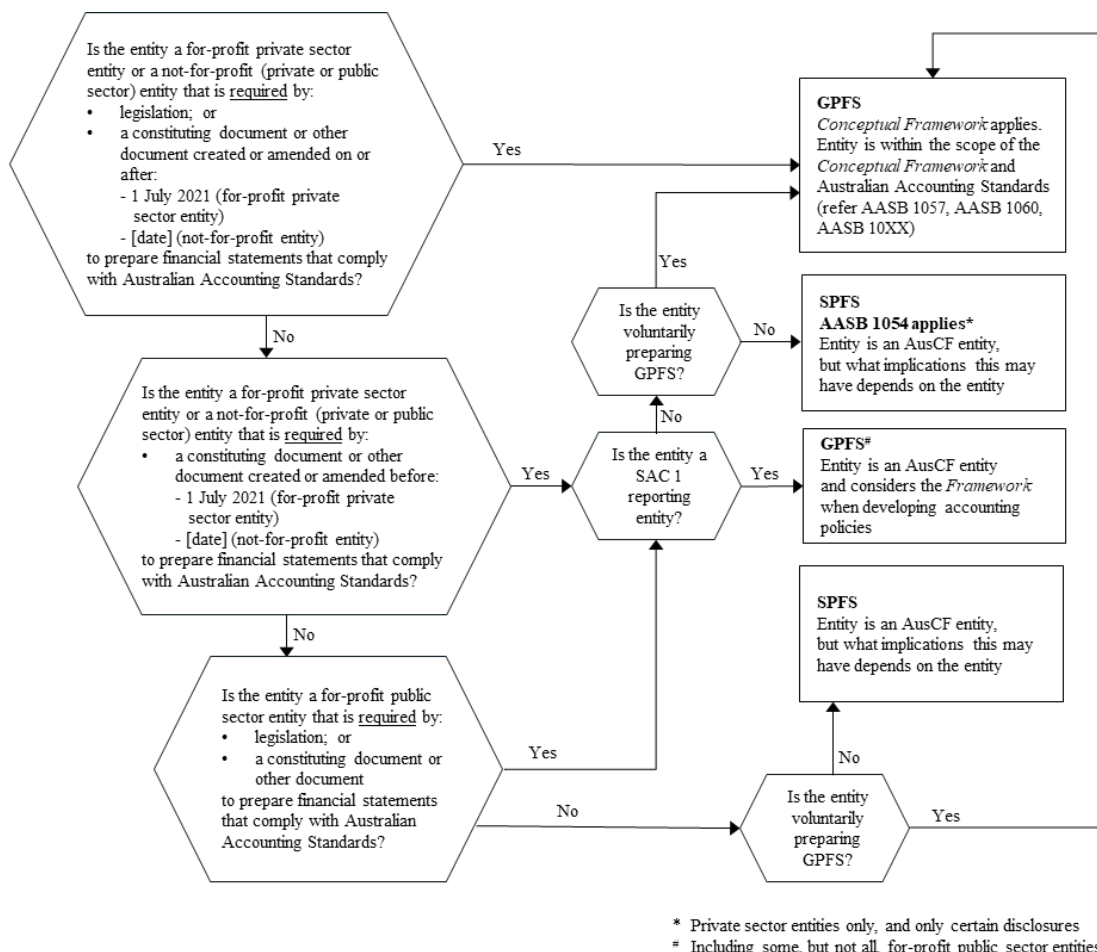 Is the entity a for-profit private sector
entity or a not-for-profit (private or public
sector) entity that is required by:
• legislation; or
• a constituting document or other
document created or amended on or
after:
- 1 July 2021 (for-profit private
sector entity)
- [date] (not-for-profit entity)
to prepare financial statements that comply
with Australian Accounting Standards?
Yes
GPFS
Conceptual Framework applies.
Entity is within the scope of the
Conceptual Framework and
Australian Accounting Standards
(refer AASB 1057, AASB 1060,
AASB 10XX)
No
Is the entity a for-profit private sector
entity or a not-for-profit (private or public
sector) entity that is required by:
• a constituting document or other
document created or amended before:
- 1 July 2021 (for-profit private
sector entity)
- [date] (not-for-profit entity)
to prepare financial statements that comply
with Australian Accounting Standards?
Yes
Is the entity a
SAC 1
reporting
entity?
Yes
GPFS#
Entity is an AusCF entity
and considers the Framework
when developing accounting
policies
No
Is the entity
voluntarily
preparing
GPFS?
Yes
No
SPFS
AASB 1054 applies*
Entity is an AusCF entity,
but what implications this may
have depends on the entity
No
Is the entity a for-profit public
sector entity that is required by:
• legislation; or
• a constituting document or
other document
to prepare financial statements
that comply with Australian
Accounting Standards?
Yes
No
Is the entity
voluntarily
preparing
GPFS?
Yes
No
SPFS
Entity is an AusCF entity,
but what implications this may
have depends on the entity
* Private sector entities only, and only certain disclosures
# Including some, but not all, for-profit public sector entities